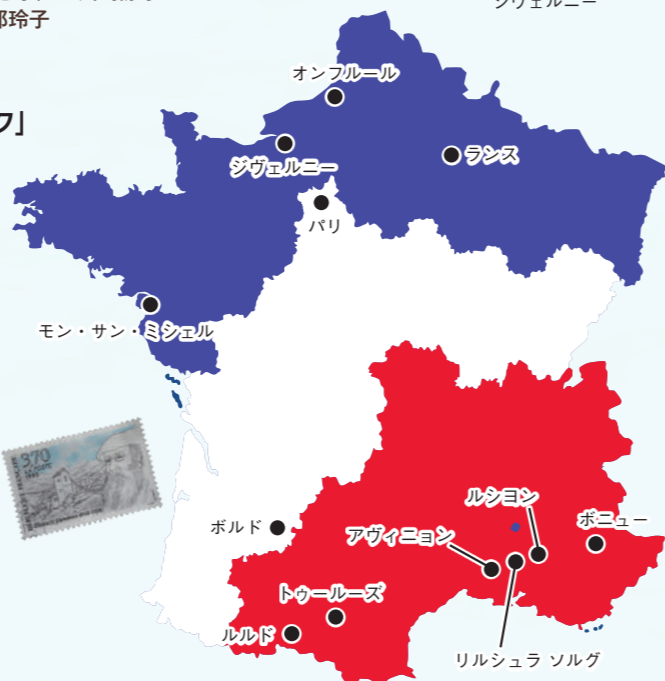 郎玲子
ジヴェルニー
フ」
オンフルール
ジヴェルニー
ランス
パリ
モン・サン・ミシェル
370
ボルド
アヴィニョン
ルシヨン
ボニュー
トゥールーズ
ルルド
リルシュラ ソルグ